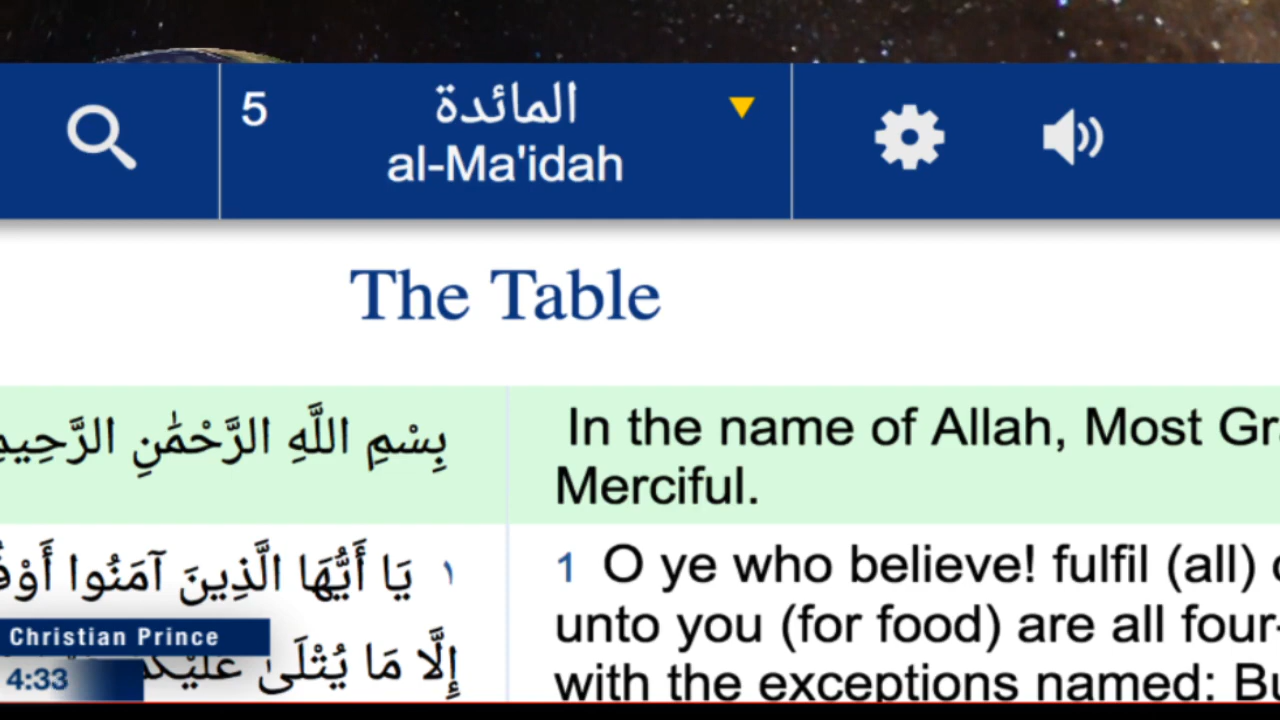 5
المائدة
al-Ma'idah
The Table
بِسْمِ اللَّهِ الرَّحْمَٰنِ
In the name of Allah, Most
Merciful.
١ يَا أَيُّهَا الَّذِينَ آمَنُوا
إِلَّا مَا يُتْلَىٰ عَلَيْكُمْ
1 O ye who believe! fulfil (all)
unto you (for food) are all four-
with the exceptions named:
Christian Prince
4:33